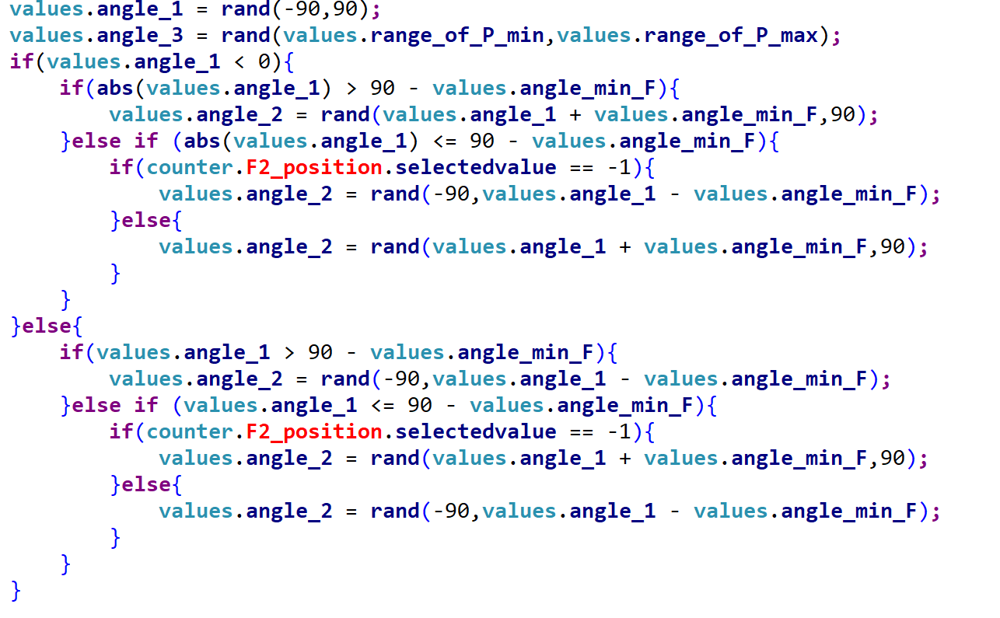 values.angle_1 = rand(-90,90);
values.angle_3 = rand(values.range_of_P_min,values.range_of_P_max);
if(values.angle_1 < 0){
    if(abs(values.angle_1) > 90 - values.angle_min_F){
        values.angle_2 = rand(values.angle_1 + values.angle_min_F,90);
    }else if (abs(values.angle_1) <= 90 - values.angle_min_F){
        if(counter.F2_position.selectedvalue == -1){
            values.angle_2 = rand(-90,values.angle_1 - values.angle_min_F);
        }else{
            values.angle_2 = rand(values.angle_1 + values.angle_min_F,90);
        }
    }
}else{
    if(values.angle_1 > 90 - values.angle_min_F){
        values.angle_2 = rand(-90,values.angle_1 - values.angle_min_F);
    }else if (values.angle_1 <= 90 - values.angle_min_F){
        if(counter.F2_position.selectedvalue == -1){
            values.angle_2 = rand(values.angle_1 + values.angle_min_F,90);
        }else{
            values.angle_2 = rand(-90,values.angle_1 - values.angle_min_F);
        }
    }
}